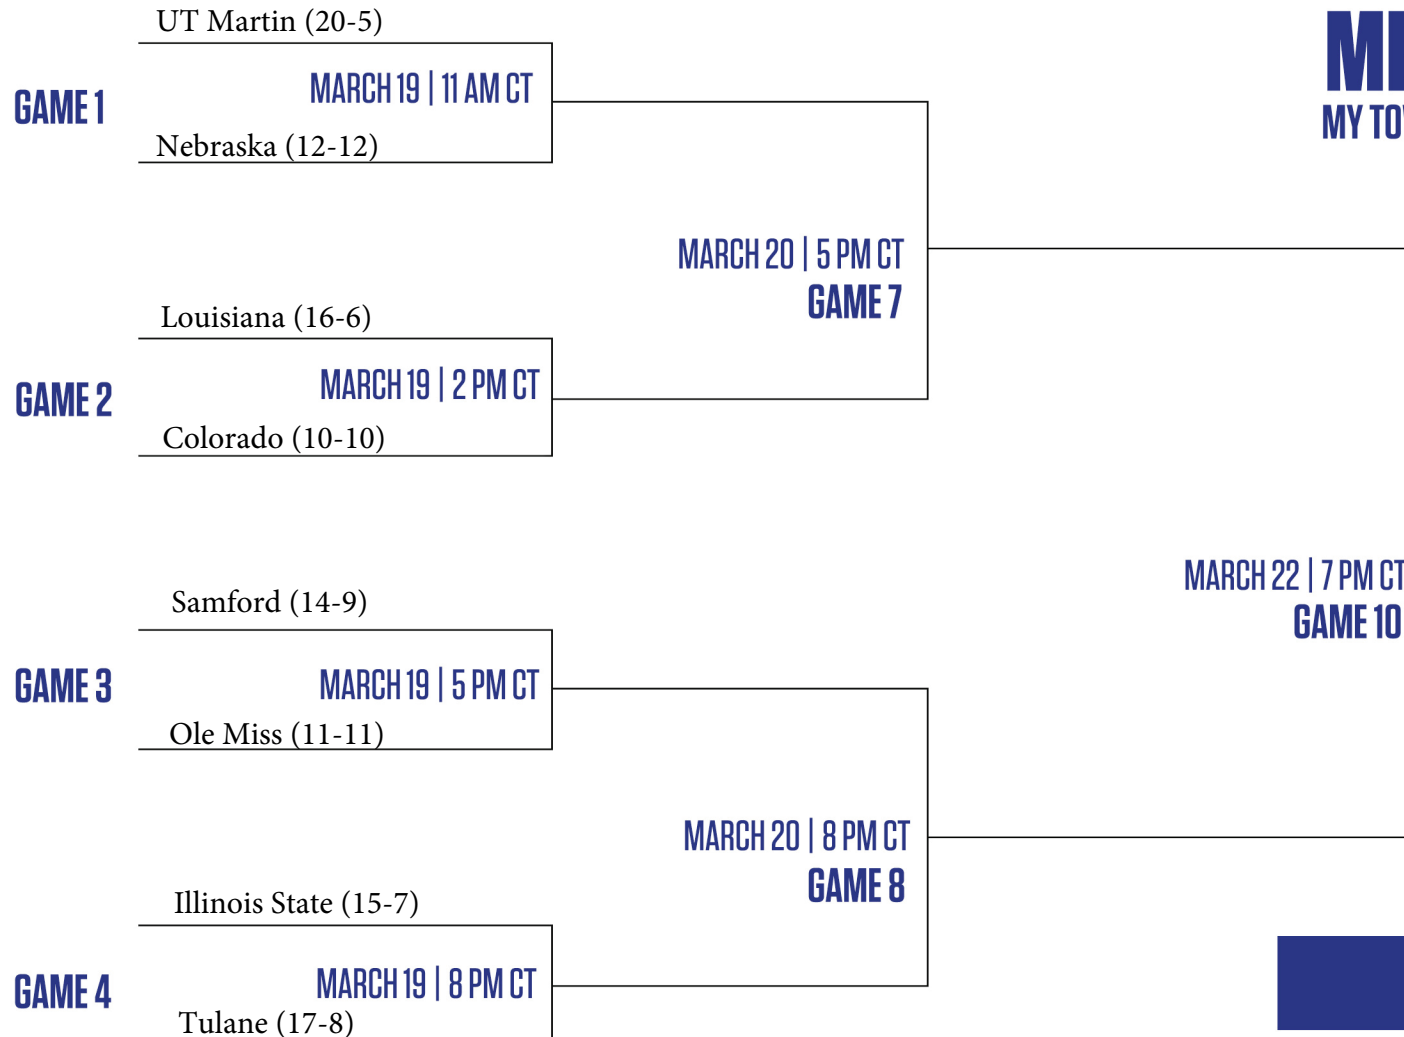 UT Martin (20-5)
MARCH 19 | 11 AM CT
GAME 1
Nebraska (12-12)
MARCH 20 | 5 PM CT
GAME 7
Louisiana (16-6)
MARCH 19 | 2 PM CT
GAME 2
Colorado (10-10)
Samford (14-9)
MARCH 19 | 5 PM CT
GAME 3
Ole Miss (11-11)
MARCH 22 | 7 PM CT
GAME 10
MARCH 20 | 8 PM CT
GAME 8
Illinois State (15-7)
MARCH 19 | 8 PM CT
GAME 4
Tulane (17-8)
MY